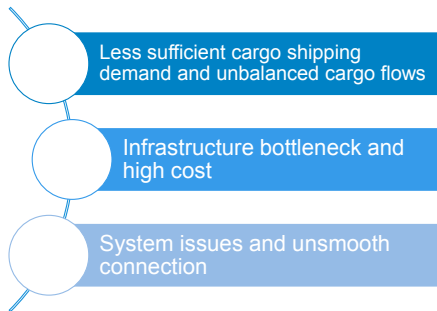 Less sufficient cargo shipping
demand and unbalanced cargo flows
Infrastructure bottleneck and
high cost
System issues and unsmooth
connection